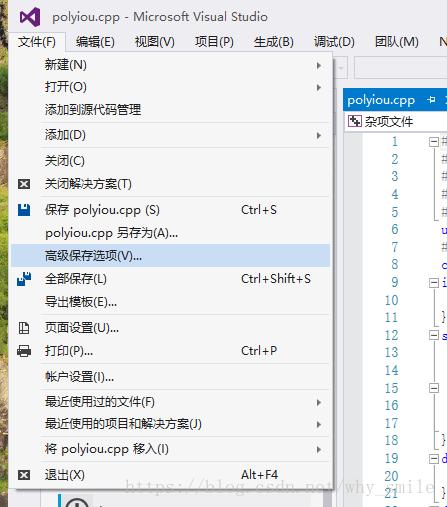 polyiou.cpp - Microsoft Visual Studio
文件(F) 编辑(E) 视图(V) 项目(P) 生成(B) 调试(D) 团队(M)
新建(N)
打开(O)
添加到源代码管理
添加(D)
关闭(C)
关闭解决方案(T)
保存 polyiou.cpp (S) Ctrl+S
polyiou.cpp 另存为(A)...
高级保存选项(V)...
全部保存(L) Ctrl+Shift+S
导出模板(E)...
页面设置(U)...
打印(P)... Ctrl+P
帐户设置(I)...
最近使用过的文件(F)
最近使用的项目和解决方案(J)
将 polyiou.cpp 移入(I)
退出(X) Alt+F4
polyiou.cpp
杂项文件
1 #
2 #
3 #
4 #
5 #
6 u
7 #
8 c
9 i
10
11 }
12 s
13
14
15
16
17
18 }
19 d
20
21 }
22 d
https://blog.csdn.net/why_smile